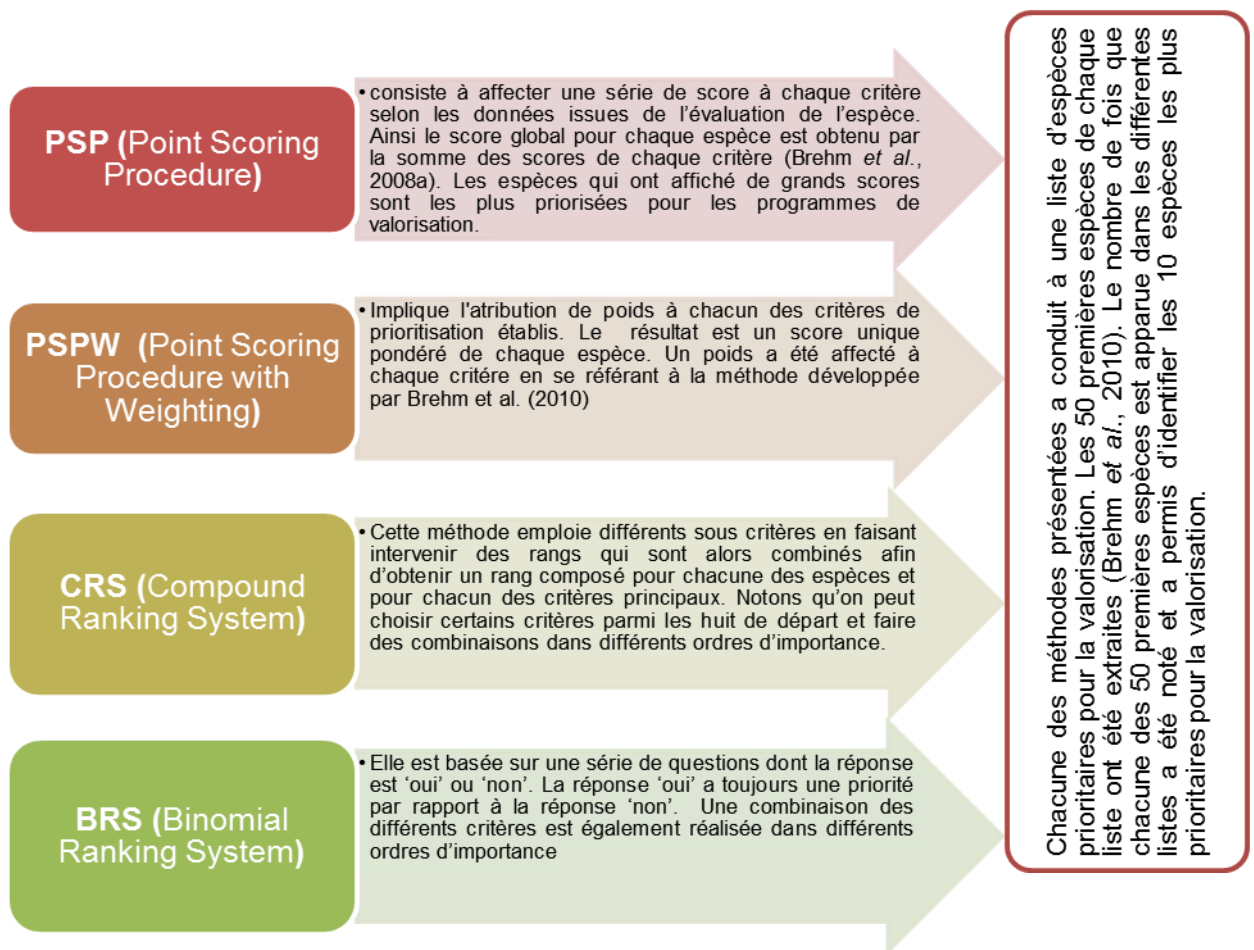 PSP (Point Scoring
Procedure)
• consiste à affecter une série de score à chaque critère
selon les données issues de l'évaluation de l'espèce.
Ainsi le score global pour chaque espèce est obtenu par
la somme des scores de chaque critère (Brehm et al.,
2008a). Les espèces qui ont affiché de grands scores
sont les plus priorisées pour les programmes de
valorisation.
PSPW (Point Scoring
Procedure with
Weighting)
• Implique l'atribution de poids à chacun des critères de
prioritisation établis. Le résultat est un score unique
pondéré de chaque espèce. Un poids a été affecté à
chaque critére en se référant à la méthode développée
par Brehm et al. (2010)
CRS (Compound
Ranking System)
• Cette méthode emploie différents sous critères en faisant
intervenir des rangs qui sont alors combinés afin
d'obtenir un rang composé pour chacune des espèces et
pour chacun des critères principaux. Notons qu'on peut
choisir certains critères parmi les huit de départ et faire
des combinaisons dans différents ordres d'importance.
BRS (Binomial
Ranking System)
• Elle est basée sur une série de questions dont la réponse
est 'oui' ou 'non'. La réponse 'oui' a toujours une priorité
par rapport à la réponse 'non'. Une combinaison des
différents critères est également réalisée dans différents
ordres d'importance
Chacune des méthodes présentées a conduit à une liste d'espèces
prioritaires pour la valorisation. Les 50 premières espèces de chaque
liste ont été extraites (Brehm et al., 2010). Le nombre de fois que
chacune des 50 premières espèces est apparue dans les différentes
listes a été noté et a permis d'identifier les 10 espèces les plus
prioritaires pour la valorisation.